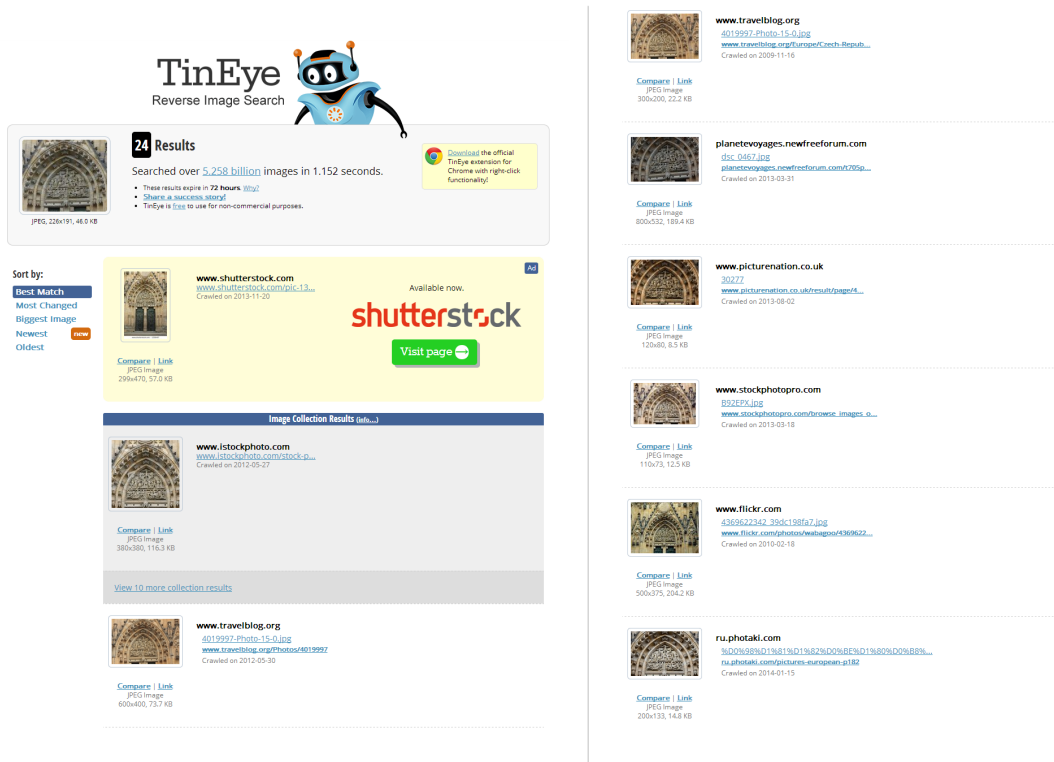 TinEye
Reverse Image Search
24 Results
Searched over 5.258 billion images in 1.152 seconds.
These results expire in 72 hours. Why?
Share a success story!
TinEye is free to use for non-commercial purposes.
JPEG, 226x191, 46.0 KB
Download the official
TinEye extension for
Chrome with right-click
functionality!
Sort by:
Best Match
Most Changed
Biggest Image
Newest new
Oldest
Ad
www.shutterstock.com
www.shutterstock.com/pic-13...
Crawled on 2013-11-20
Compare | Link
JPEG Image
299x470, 57.0 KB
Available now.
shutterstock
Visit page
Image Collection Results (info...)
www.istockphoto.com
www.istockphoto.com/stock-p...
Crawled on 2012-05-27
Compare | Link
JPEG Image
380x380, 116.3 KB
View 10 more collection results
www.travelblog.org
4019997-Photo-15-0.jpg
www.travelblog.org/Photos/4019997
Crawled on 2012-05-30
Compare | Link
JPEG Image
600x400, 73.7 KB
www.travelblog.org
4019997-Photo-15-0.jpg
www.travelblog.org/Europe/Czech-Repub...
Crawled on 2009-11-16
Compare | Link
JPEG Image
300x200, 22.2 KB
planetevoyages.newfreeforum.com
dsc_0467.jpg
planetevoyages.newfreeforum.com/t705p...
Crawled on 2013-03-31
Compare | Link
JPEG Image
800x532, 189.4 KB
www.picturenation.co.uk
30277
www.picturenation.co.uk/result/page/4...
Crawled on 2013-08-02
Compare | Link
JPEG Image
120x80, 8.5 KB
www.stockphotopro.com
B92EPX.jpg
www.stockphotopro.com/browse_images_o...
Crawled on 2013-03-18
Compare | Link
JPEG Image
110x73, 12.5 KB
www.flickr.com
4369622342_39dc198fa7.jpg
www.flickr.com/photos/wabagoo/4369622...
Crawled on 2010-02-18
Compare | Link
JPEG Image
500x375, 204.2 KB
ru.photaki.com
%D0%98%D1%81%D1%82%D0%BE%D1%80%D0%B8%...
ru.photaki.com/pictures-european-p182
Crawled on 2014-01-15
Compare | Link
JPEG Image
200x133, 14.8 KB